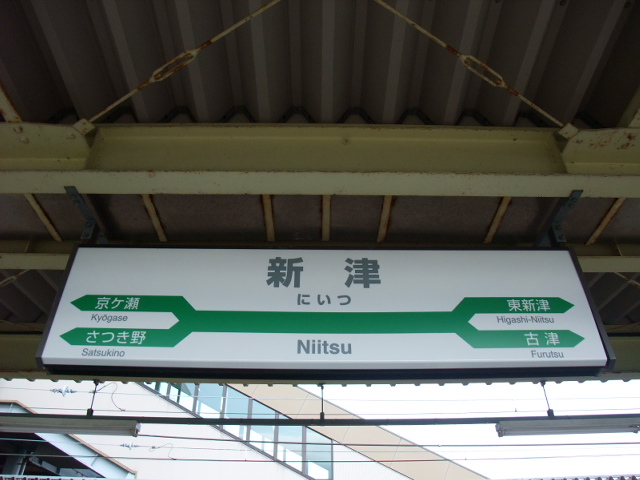 新津
にいつ
京ケ瀬
Kyōgase
東新津
Higashi-Niitsu
さつき野
Satsukino
古津
Furutsu
Niitsu